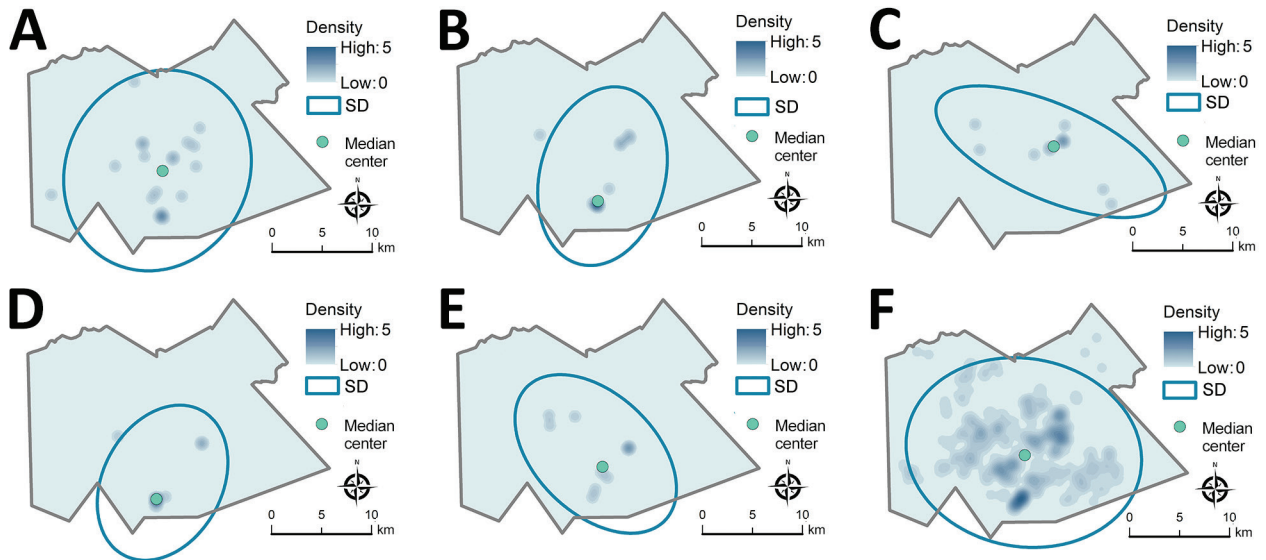 A
Density
High: 5
Low: 0
SD
Median
center
N
0 5 10
km
B
Density
High: 5
Low: 0
SD
Median
center
N
0 5 10
km
C
Density
High: 5
Low: 0
SD
Median
center
N
0 5 10
km
D
Density
High: 5
Low: 0
SD
Median
center
N
0 5 10
km
E
Density
High: 5
Low: 0
SD
Median
center
N
0 5 10
km
F
Density
High: 5
Low: 0
SD
Median
center
N
0 5 10
km